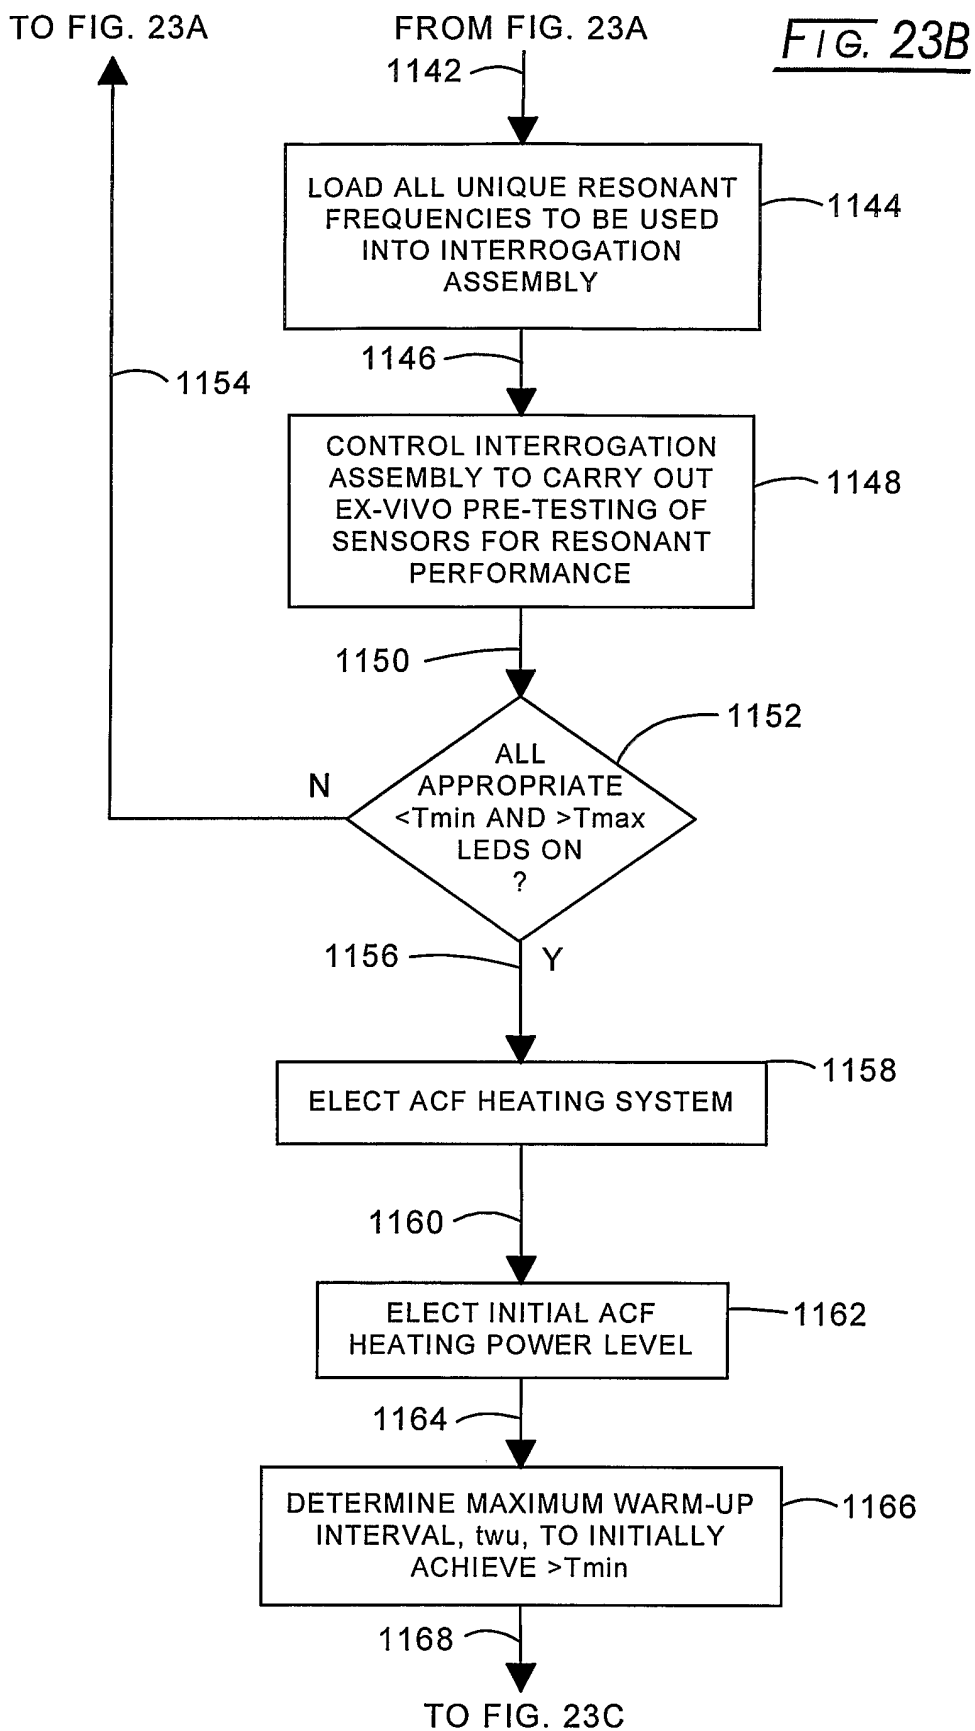 TO FIG. 23A
FROM FIG. 23A
FIG. 23B
1142
LOAD ALL UNIQUE RESONANT
FREQUENCIES TO BE USED
INTO INTERROGATION
ASSEMBLY
1144
1146
1154
CONTROL INTERROGATION
ASSEMBLY TO CARRY OUT
EX-VIVO PRE-TESTING OF
SENSORS FOR RESONANT
PERFORMANCE
1148
1150
1152
ALL
APPROPRIATE
<Tmin AND >Tmax
LEDS ON
?
N
1156
Y
1158
ELECT ACF HEATING SYSTEM
1160
ELECT INITIAL ACF
HEATING POWER LEVEL
1162
1164
DETERMINE MAXIMUM WARM-UP
INTERVAL, twu, TO INITIALLY
ACHIEVE >Tmin
1166
1168
TO FIG. 23C